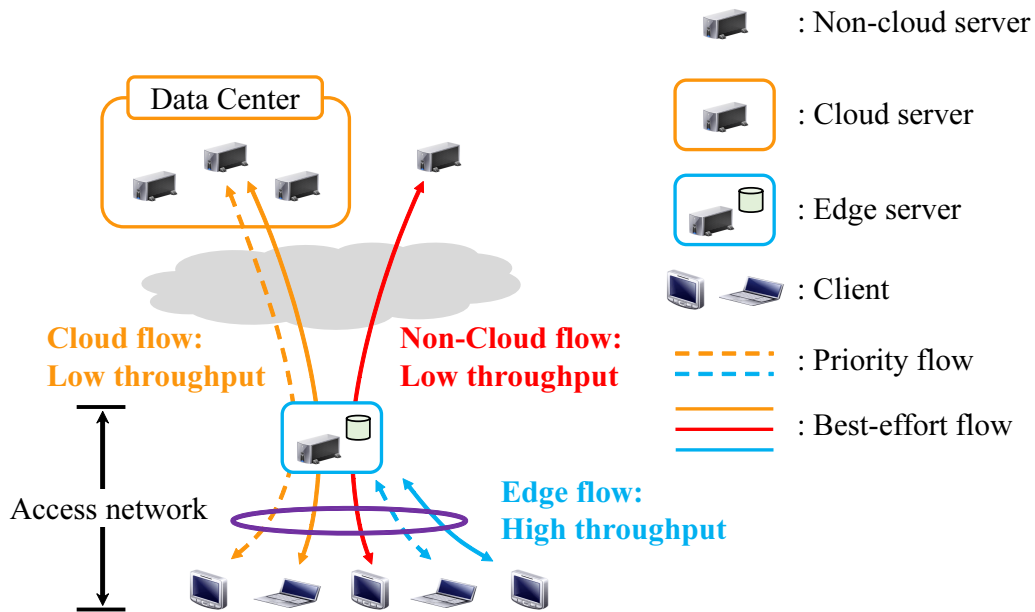 : Non-cloud server
Data Center
: Cloud server
: Edge server
: Client
Cloud flow:
Low throughput
Non-Cloud flow:
Low throughput
: Priority flow
: Best-effort flow
Access network
Edge flow:
High throughput